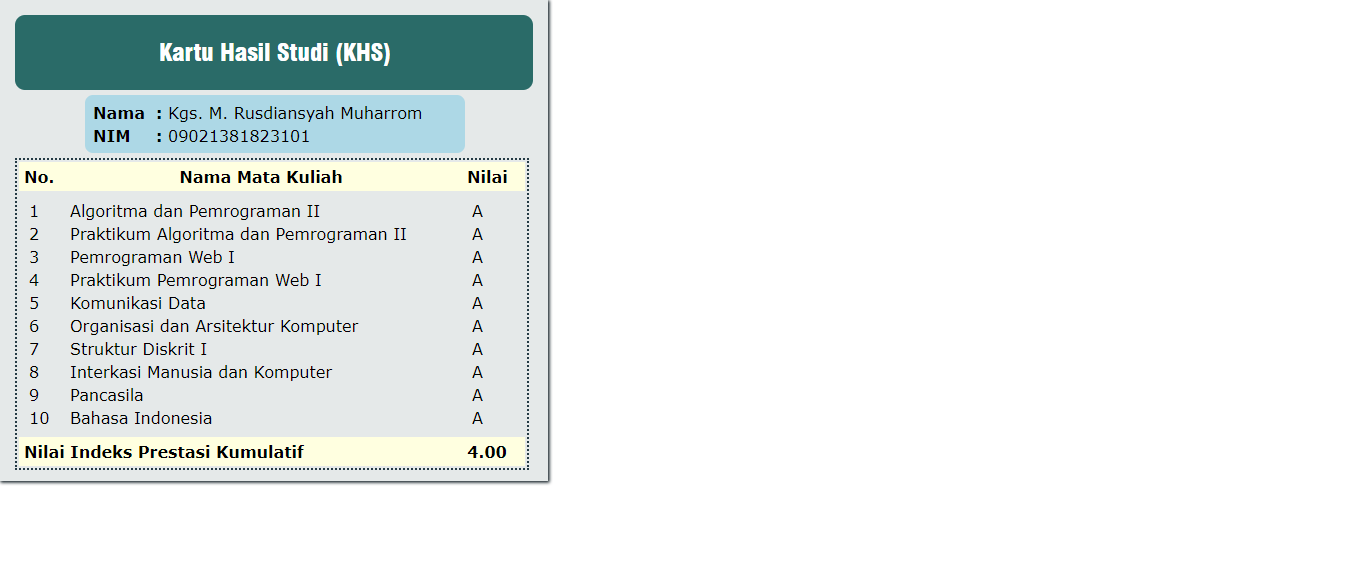 Kartu Hasil Studi (KHS)
Nama : Kgs. M. Rusdiansyah Muharrom
NIM : 09021381823101
No. Nama Mata Kuliah Nilai
1 Algoritma dan Pemrograman II A
2 Praktikum Algoritma dan Pemrograman II A
3 Pemrograman Web I A
4 Praktikum Pemrograman Web I A
5 Komunikasi Data A
6 Organisasi dan Arsitektur Komputer A
7 Struktur Diskrit I A
8 Interkasi Manusia dan Komputer A
9 Pancasila A
10 Bahasa Indonesia A
Nilai Indeks Prestasi Kumulatif 4.00